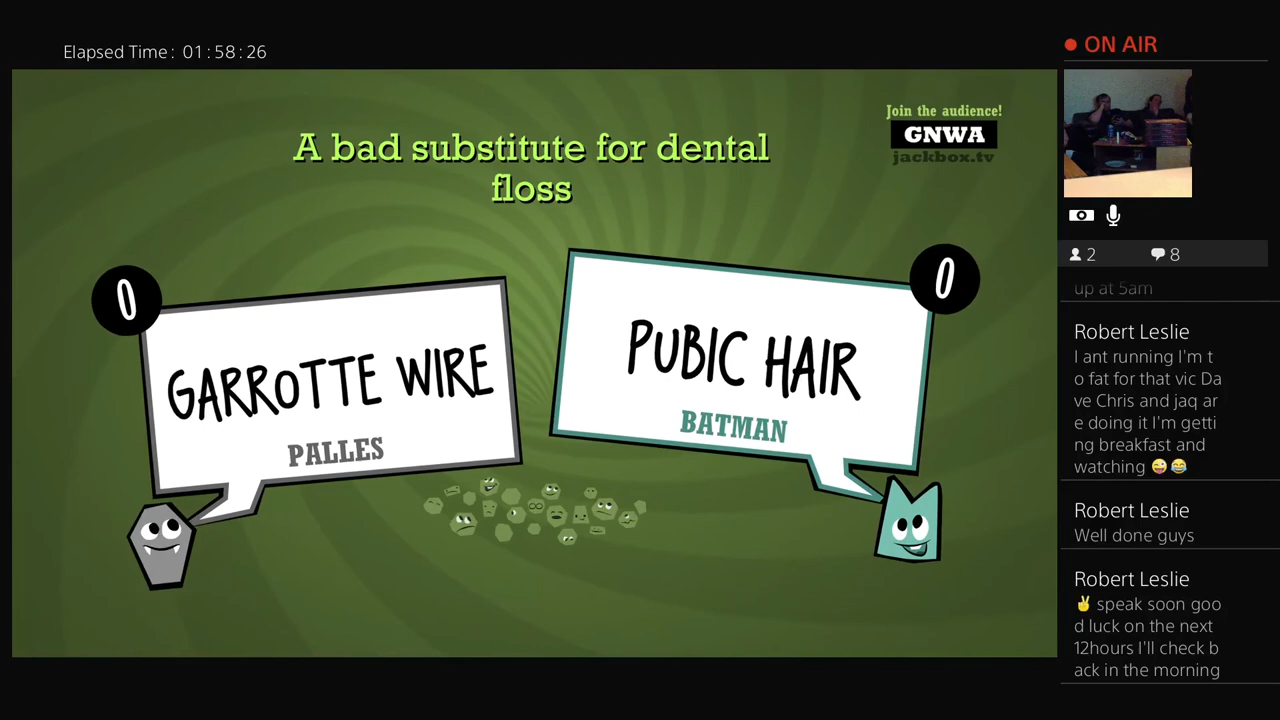 Elapsed Time: 01:58:26
ON AIR
Join the audience!
GNWA
jackbox.tv
A bad substitute for dental
floss
0
0
GARROTTE WIRE
PALLES
PUBIC HAIR
BATMAN
2
8
up at 5am
Robert Leslie
I ant running I'm t
o fat for that vic Da
ve Chris and jaq ar
e doing it I'm getti
ng breakfast and
watching 😜😂
Robert Leslie
Well done guys
Robert Leslie
✌ speak soon goo
d luck on the next
12hours I'll check b
ack in the morning